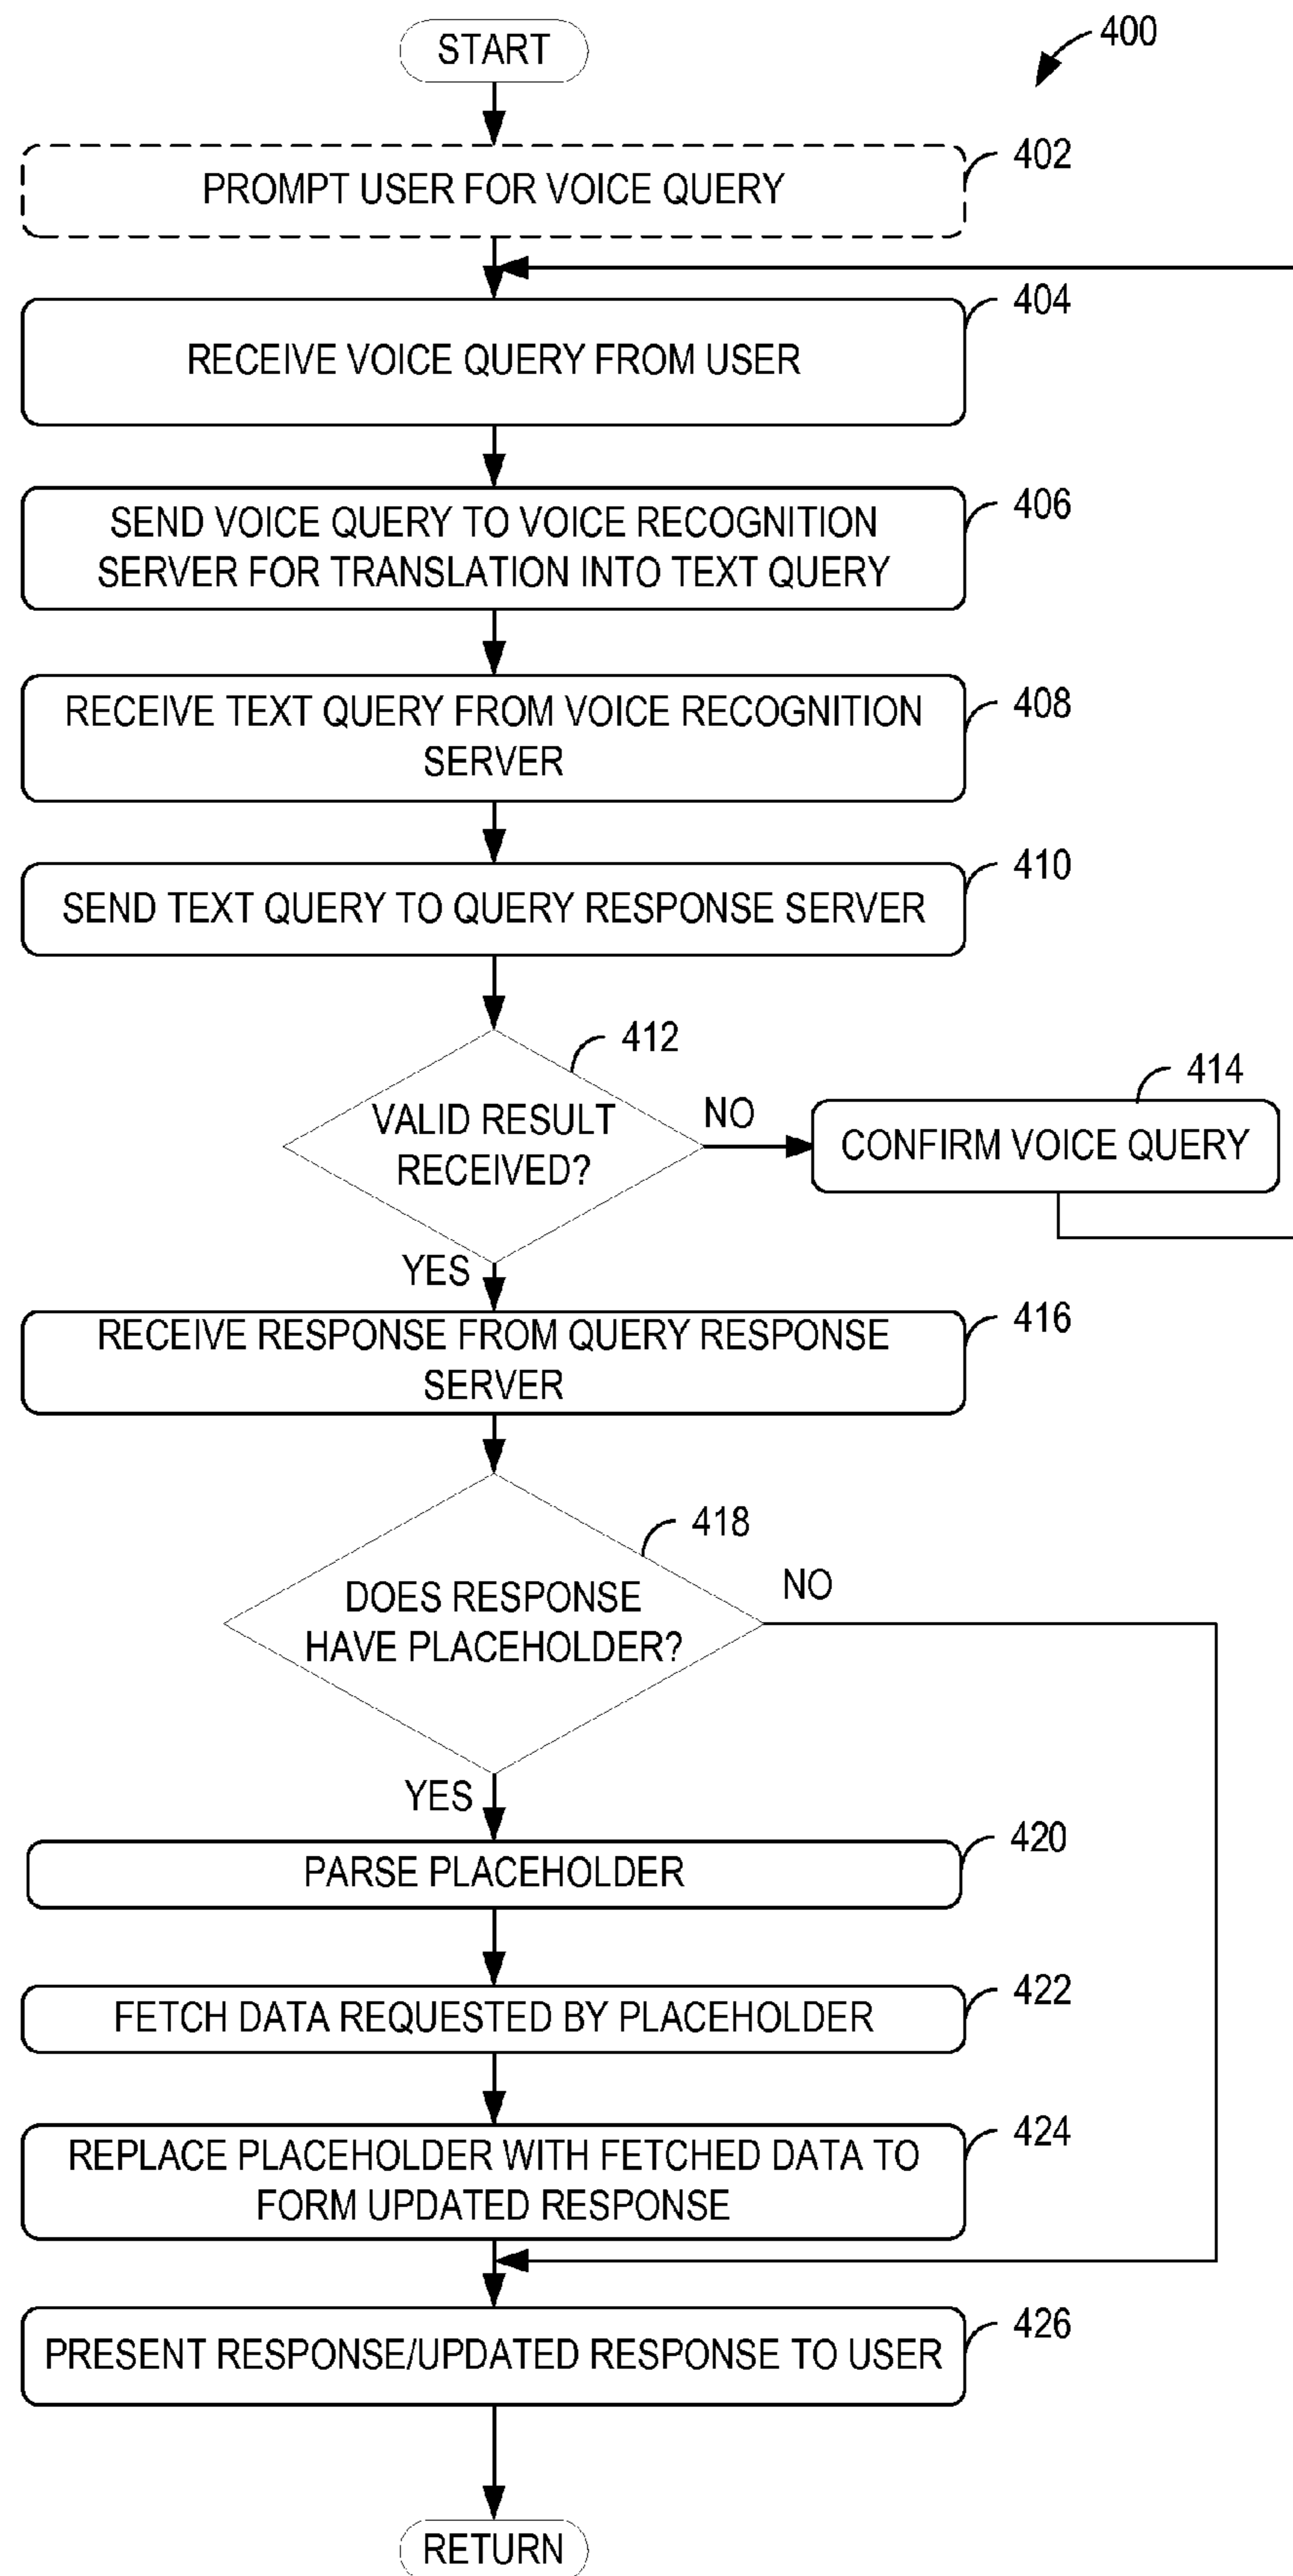 START
400
PROMPT USER FOR VOICE QUERY
402
RECEIVE VOICE QUERY FROM USER
404
SEND VOICE QUERY TO VOICE RECOGNITION
SERVER FOR TRANSLATION INTO TEXT QUERY
406
RECEIVE TEXT QUERY FROM VOICE RECOGNITION
SERVER
408
SEND TEXT QUERY TO QUERY RESPONSE SERVER
410
VALID RESULT
RECEIVED?
412
NO
CONFIRM VOICE QUERY
414
YES
RECEIVE RESPONSE FROM QUERY RESPONSE
SERVER
416
DOES RESPONSE
HAVE PLACEHOLDER?
418
NO
YES
PARSE PLACEHOLDER
420
FETCH DATA REQUESTED BY PLACEHOLDER
422
REPLACE PLACEHOLDER WITH FETCHED DATA TO
FORM UPDATED RESPONSE
424
PRESENT RESPONSE/UPDATED RESPONSE TO USER
426
RETURN